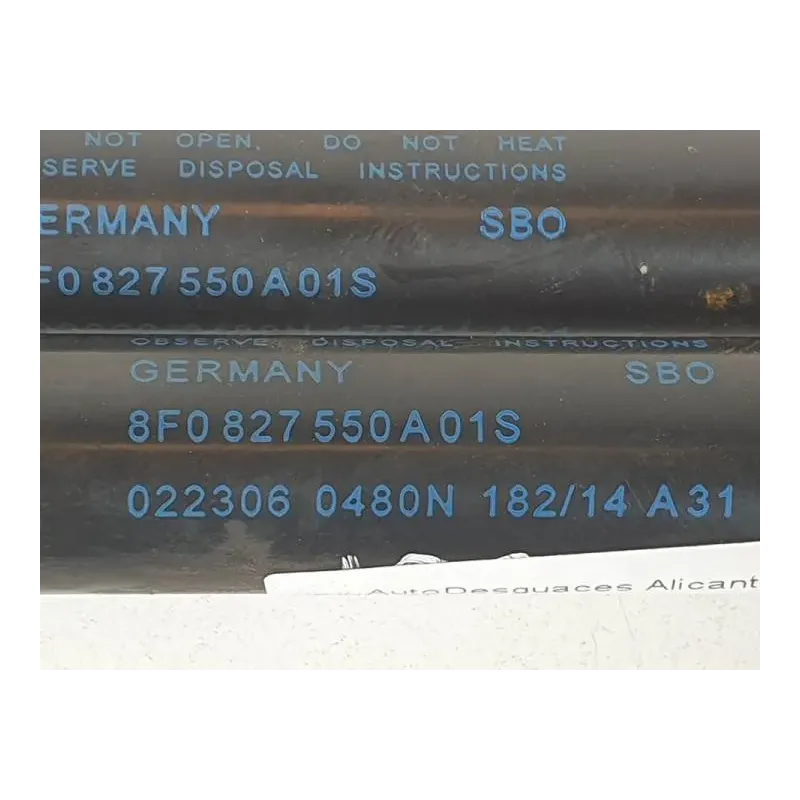 NOT OPEN, DO NOT HEAT
SERVE DISPOSAL INSTRUCTIONS
ERMANY SBO
F0 827 550A01S
OBSERVE DISPOSAL INSTRUCTIONS
GERMANY SBO
8F0 827 550A01S
022306 0480N 182/14 A31
AutoDesguaces Alicant